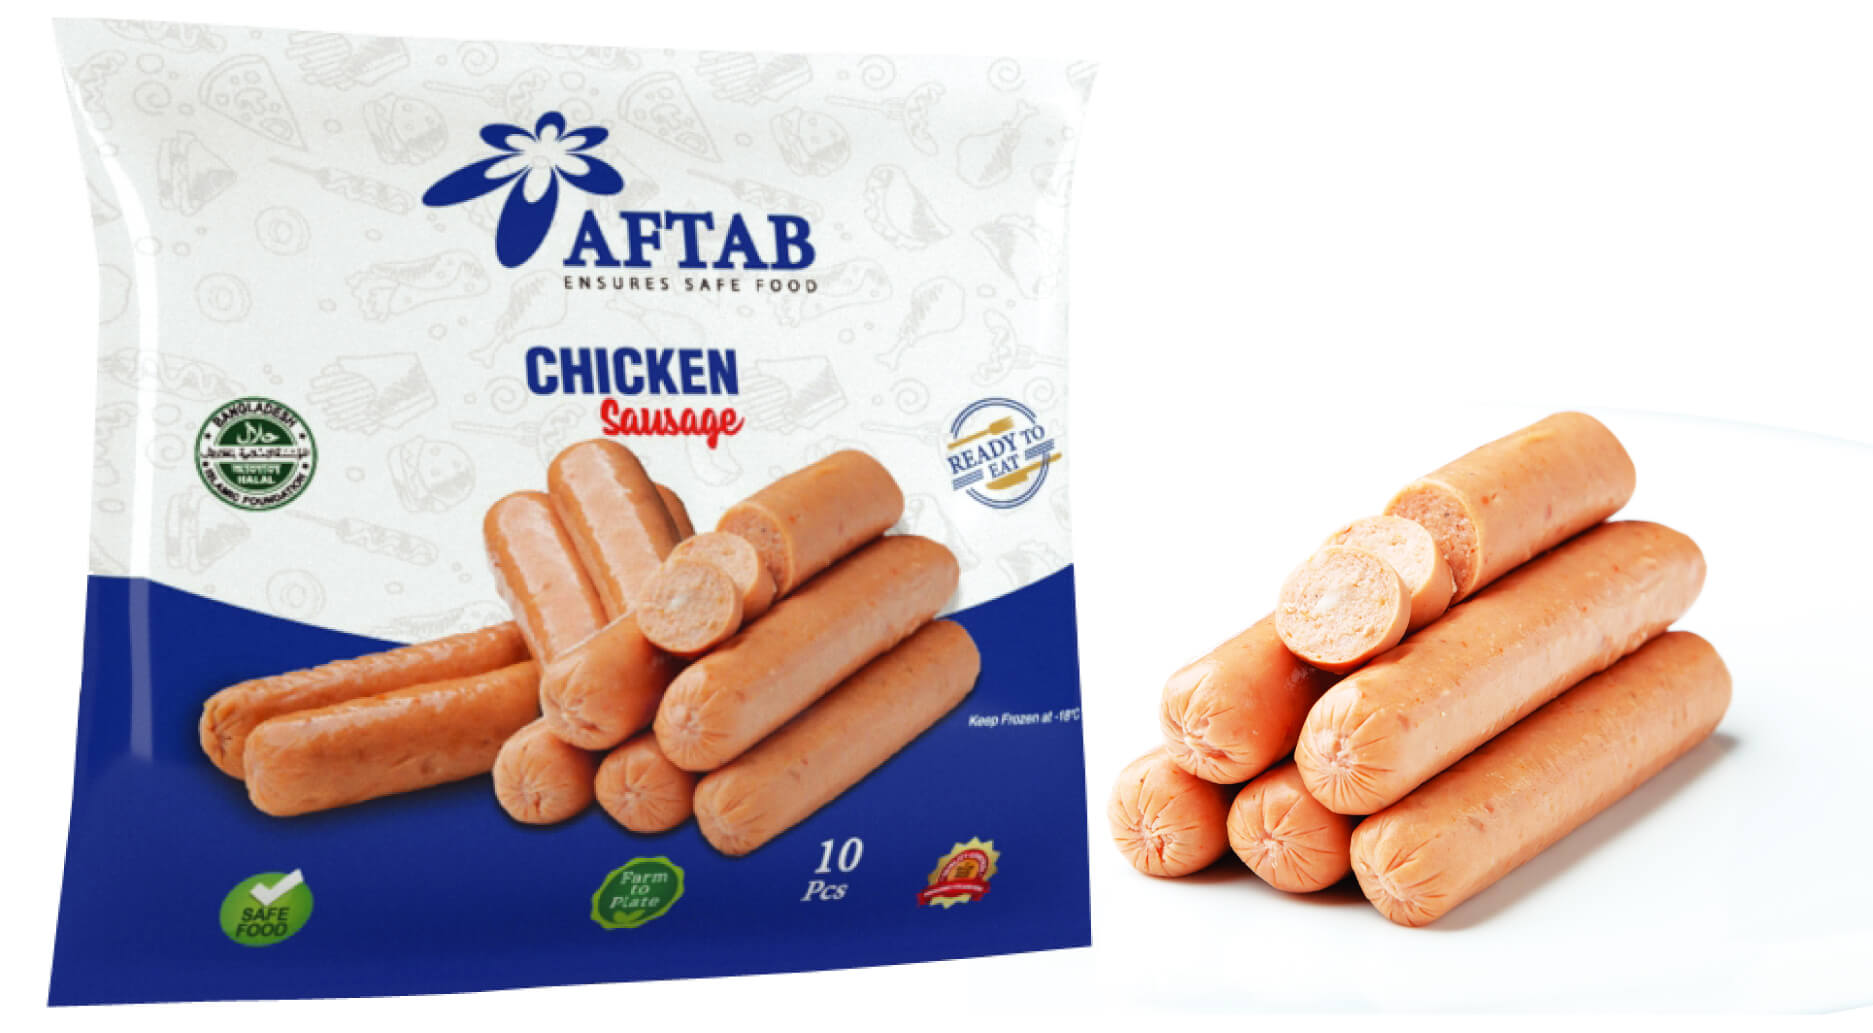 AFTAB
ENSURES SAFE FOOD
CHICKEN
Sausage
BANGLADESH
حلال
HALAL
ISLAMIC FOUNDATION
READY TO
EAT
Keep Frozen at -18°C
10
Pcs
SAFE
FOOD
Farm
to
Plate